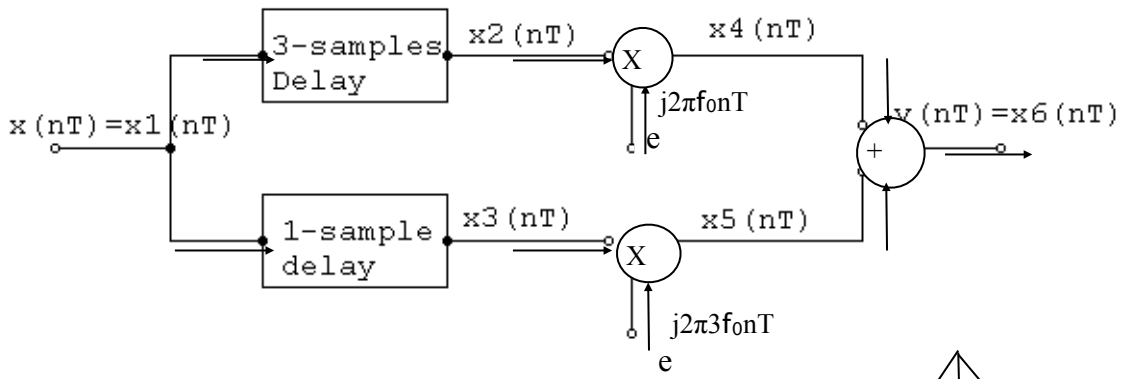 3-samples
Delay
x2(nT)
X
x4(nT)
j2πf₀nT
e
x(nT)=x1(nT)
+
y(nT)=x6(nT)
1-sample
delay
x3(nT)
X
x5(nT)
j2π3f₀nT
e